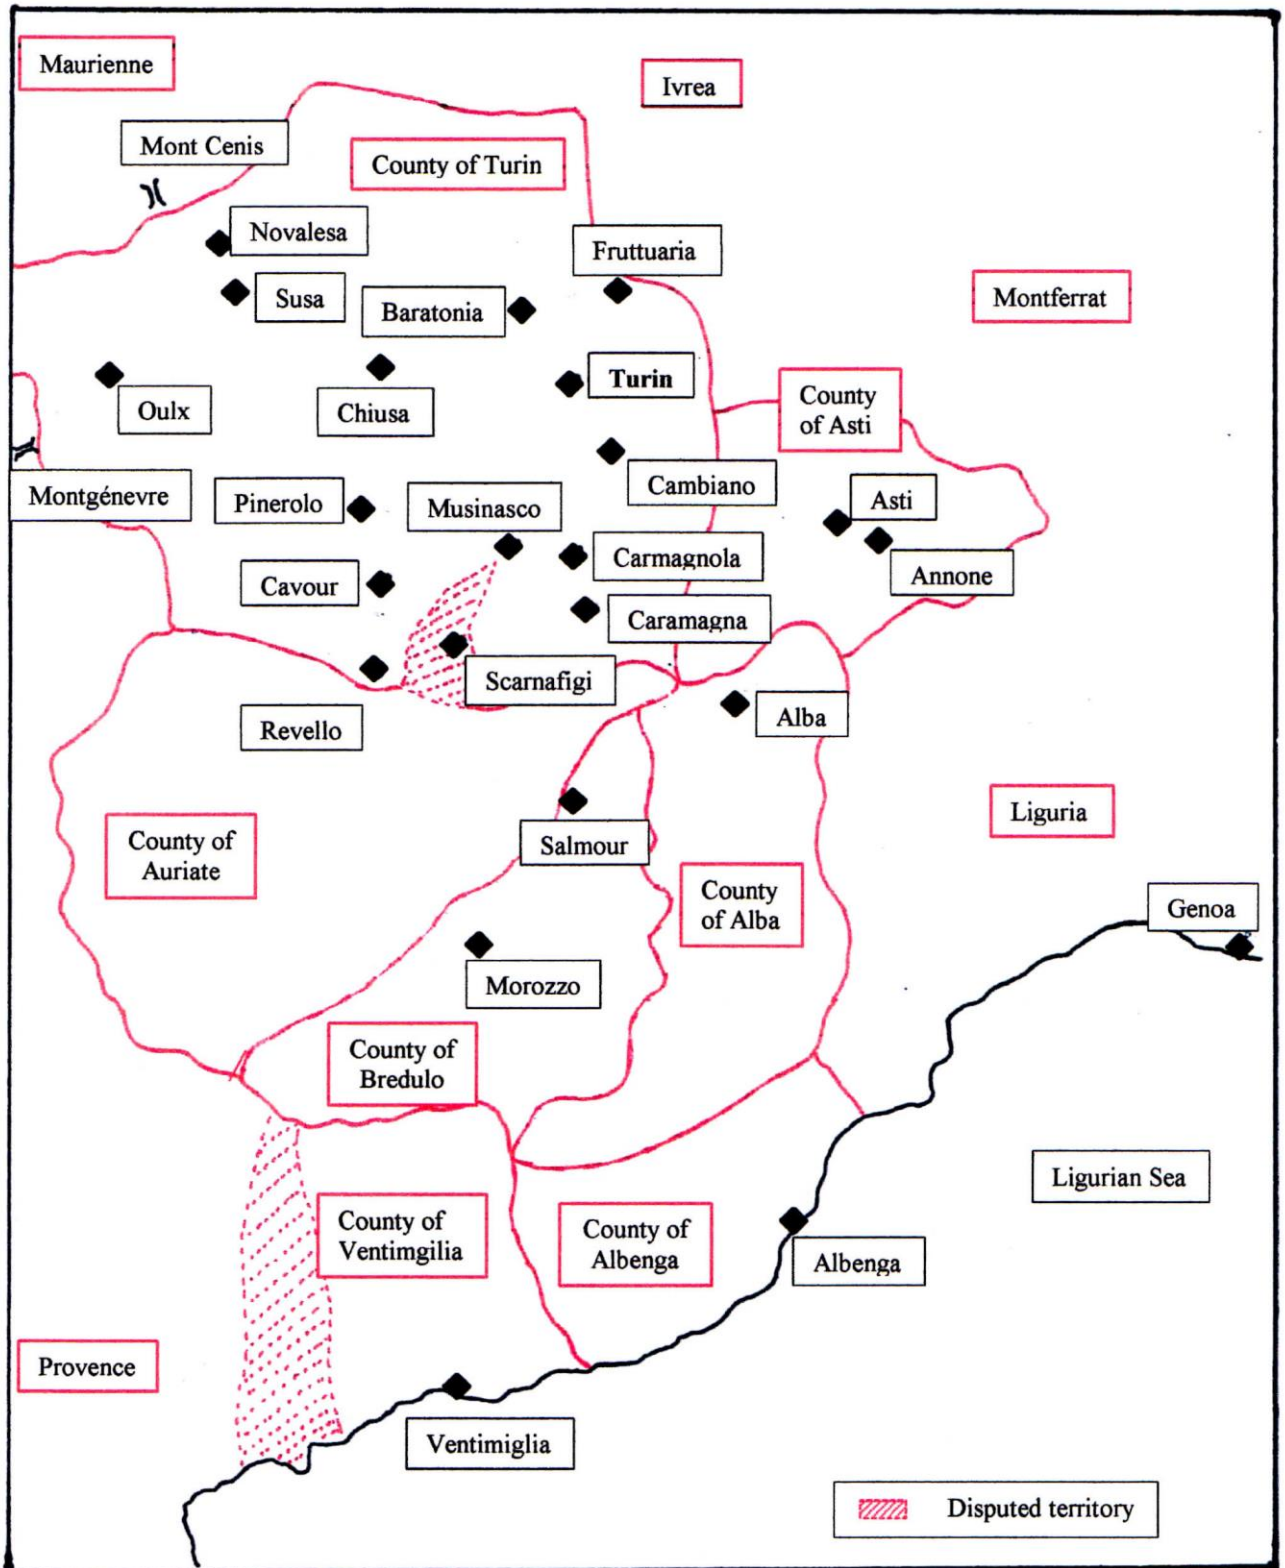 Maurienne
Ivrea
Mont Cenis
County of Turin
Novalesa
Fruttuaria
Susa
Baratonia
Montferrat
Turin
Oulx
Chiusa
County
of Asti
Cambiano
Montgénevre
Pinerolo
Musinasco
Asti
Carmagnola
Annone
Cavour
Caramagna
Scarnafigi
Revello
Alba
County of
Auriate
Salmour
Liguria
County
of Alba
Genoa
Morozzo
County of
Bredulo
Ligurian Sea
County of
Ventimgilia
County of
Albenga
Albenga
Provence
Ventimiglia
Disputed territory